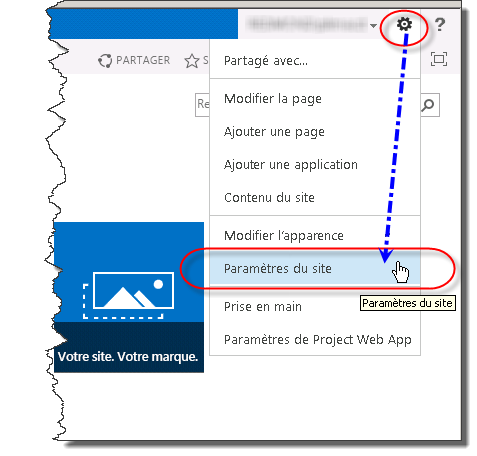 ?
PARTAGER
S
Partagé avec...
Re
Modifier la page
Ajouter une page
Ajouter une application
Contenu du site
Modifier l'apparence
Paramètres du site
Paramètres du site
Prise en main
Paramètres de Project Web App
Votre site. Votre marque.